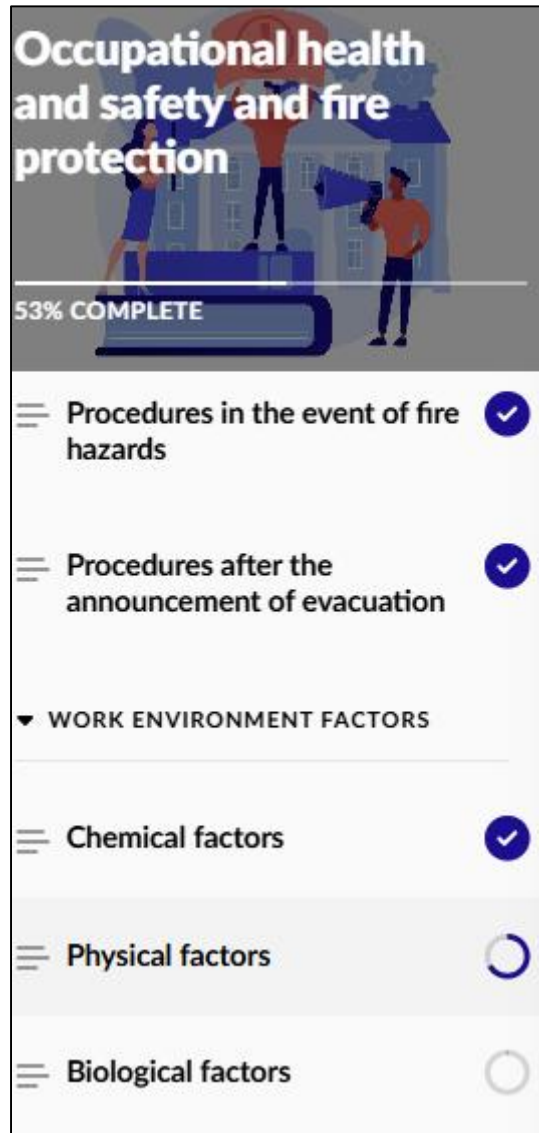 Occupational health
and safety and fire
protection
53% COMPLETE
Procedures in the event of fire
hazards
Procedures after the
announcement of evacuation
WORK ENVIRONMENT FACTORS
Chemical factors
Physical factors
Biological factors